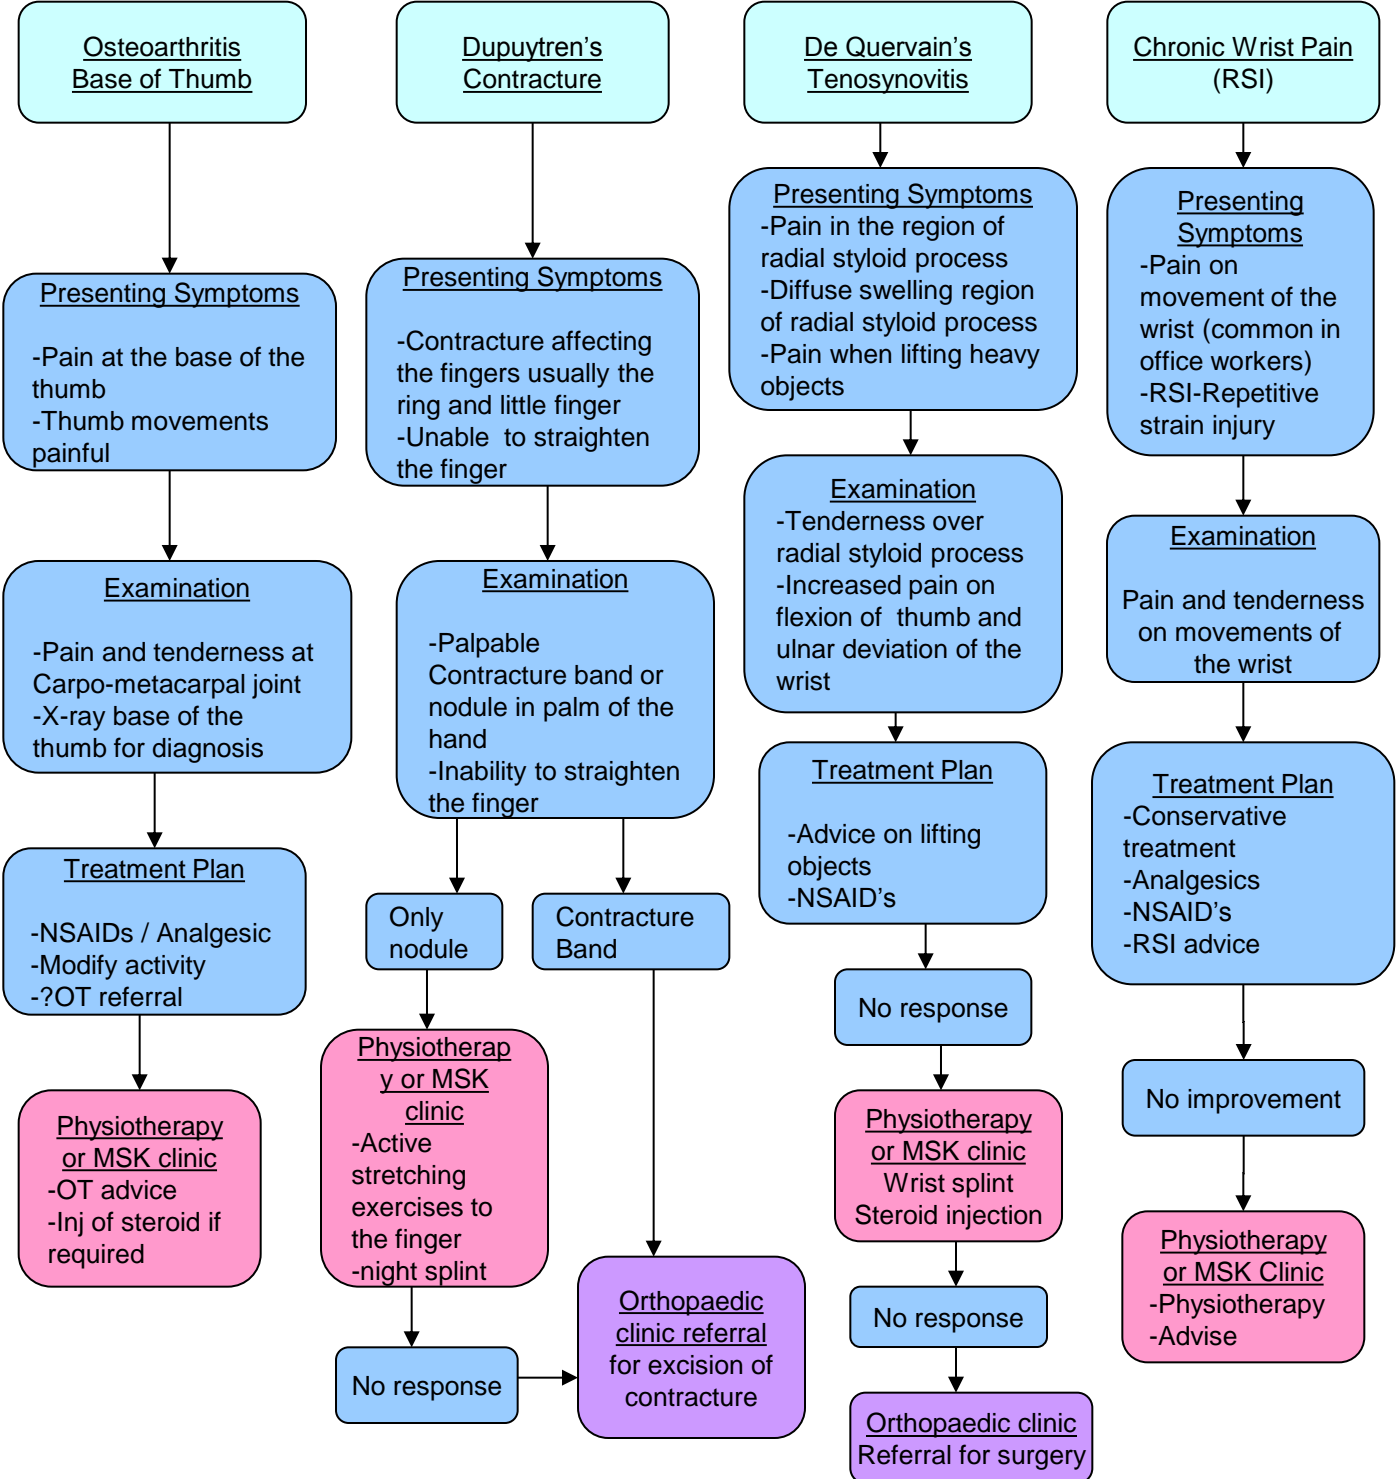 Osteoarthritis
Base of Thumb
Presenting Symptoms
-Pain at the base of the
thumb
-Thumb movements
painful
Examination
-Pain and tenderness at
Carpo-metacarpal joint
-X-ray base of the
thumb for diagnosis
Treatment Plan
-NSAIDs / Analgesic
-Modify activity
-?OT referral
Physiotherapy
or MSK clinic
-OT advice
-Inj of steroid if
required
Dupuytren’s
Contracture
Presenting Symptoms
-Contracture affecting
the fingers usually the
ring and little finger
-Unable to straighten
the finger
Examination
-Palpable
Contracture band or
nodule in palm of the
hand
-Inability to straighten
the finger
Only
nodule
Contracture
Band
Physiotherap
y or MSK
clinic
-Active
stretching
exercises to
the finger
-night splint
No response
Orthopaedic
clinic referral
for excision of
contracture
De Quervain’s
Tenosynovitis
Presenting Symptoms
-Pain in the region of
radial styloid process
-Diffuse swelling region
of radial styloid process
-Pain when lifting heavy
objects
Examination
-Tenderness over
radial styloid process
-Increased pain on
flexion of thumb and
ulnar deviation of the
wrist
Treatment Plan
-Advice on lifting
objects
-NSAID’s
No response
Physiotherapy
or MSK clinic
Wrist splint
Steroid injection
No response
Orthopaedic clinic
Referral for surgery
Chronic Wrist Pain
(RSI)
Presenting
Symptoms
-Pain on
movement of the
wrist (common in
office workers)
-RSI-Repetitive
strain injury
Examination
Pain and tenderness
on movements of
the wrist
Treatment Plan
-Conservative
treatment
-Analgesics
-NSAID’s
-RSI advice
No improvement
Physiotherapy
or MSK Clinic
-Physiotherapy
-Advise